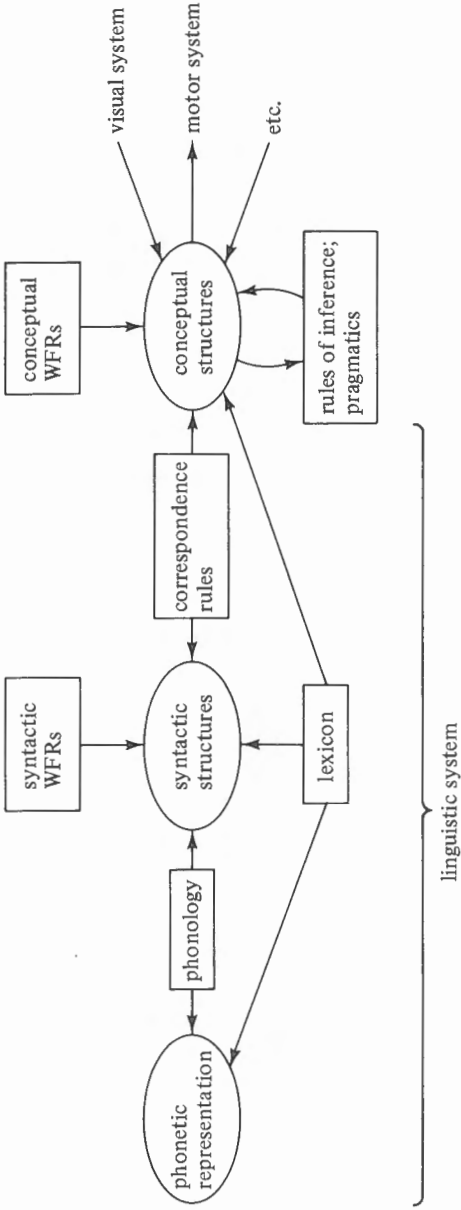 syntactic
WFRs
conceptual
WFRs
visual system
motor system
etc.
phonetic
representation
phonology
syntactic
structures
correspondence
rules
conceptual
structures
lexicon
rules of inference;
pragmatics
linguistic system